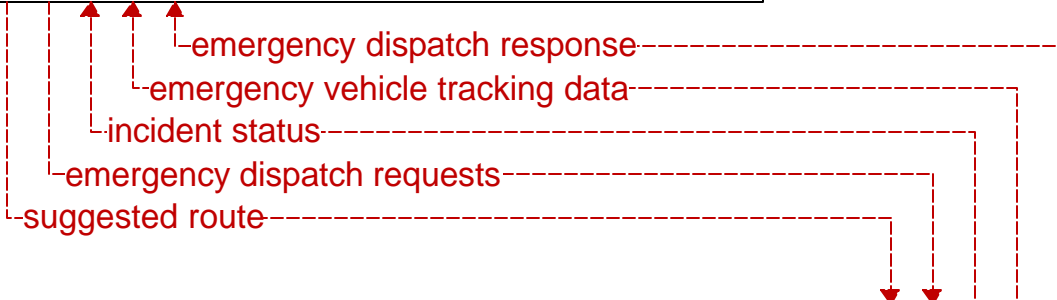 emergency dispatch response
emergency vehicle tracking data
incident status
emergency dispatch requests
suggested route